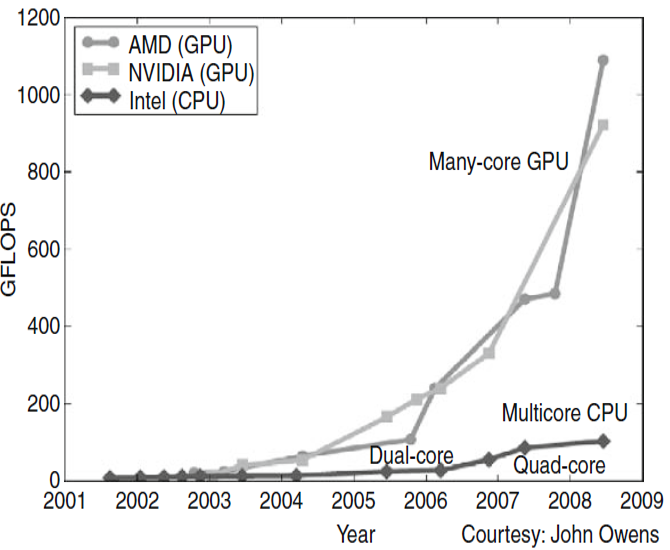 1200
1000
800
600
400
200
0
GFLOPS
AMD (GPU)
NVIDIA (GPU)
Intel (CPU)
Many-core GPU
Multicore CPU
Dual-core
Quad-core
2001 2002 2003 2004 2005 2006 2007 2008 2009
Year
Courtesy: John Owens